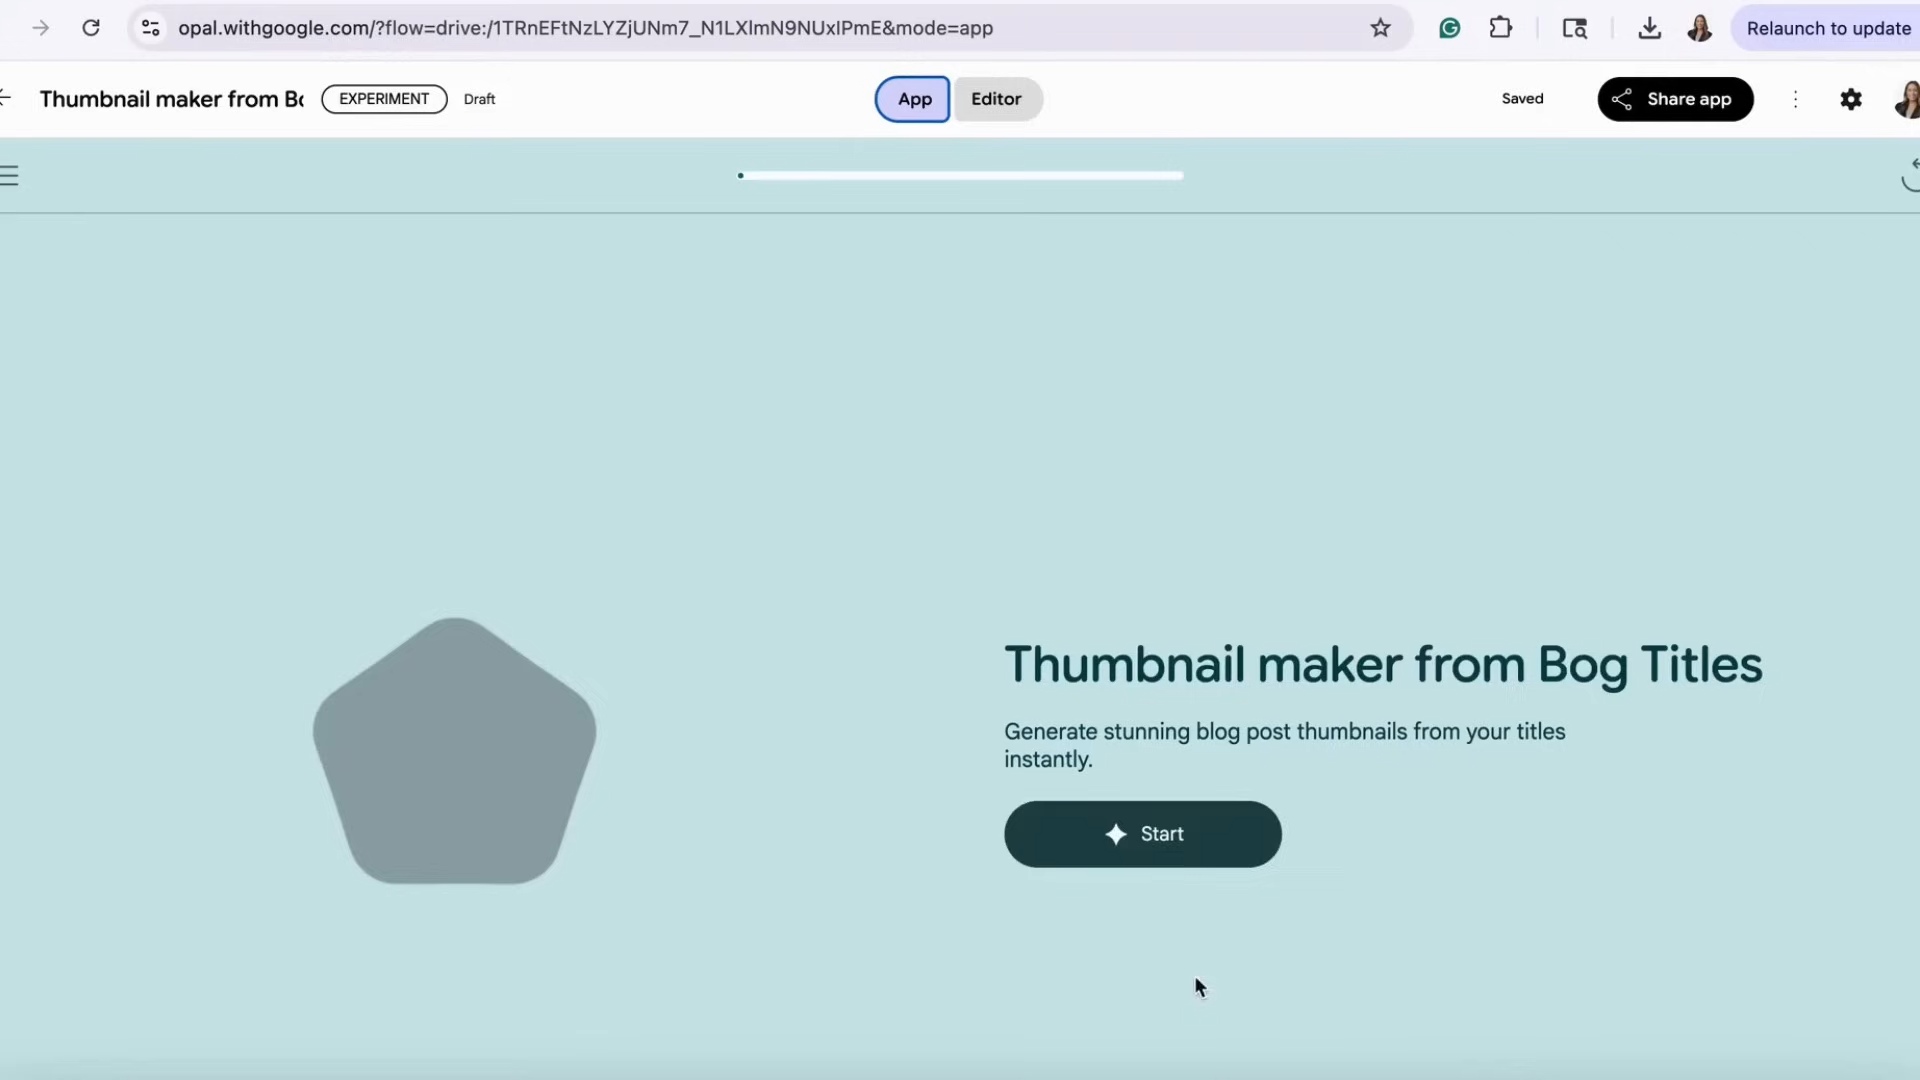 opal.withgoogle.com/?flow=drive:/1TRnEFtNzLYZjUNm7_N1LXlmN9NUxIPmE&mode=app
Relaunch to update
Thumbnail maker from Bo
EXPERIMENT
Draft
App
Editor
Saved
Share app
Thumbnail maker from Bog Titles
Generate stunning blog post thumbnails from your titles
instantly.
Start